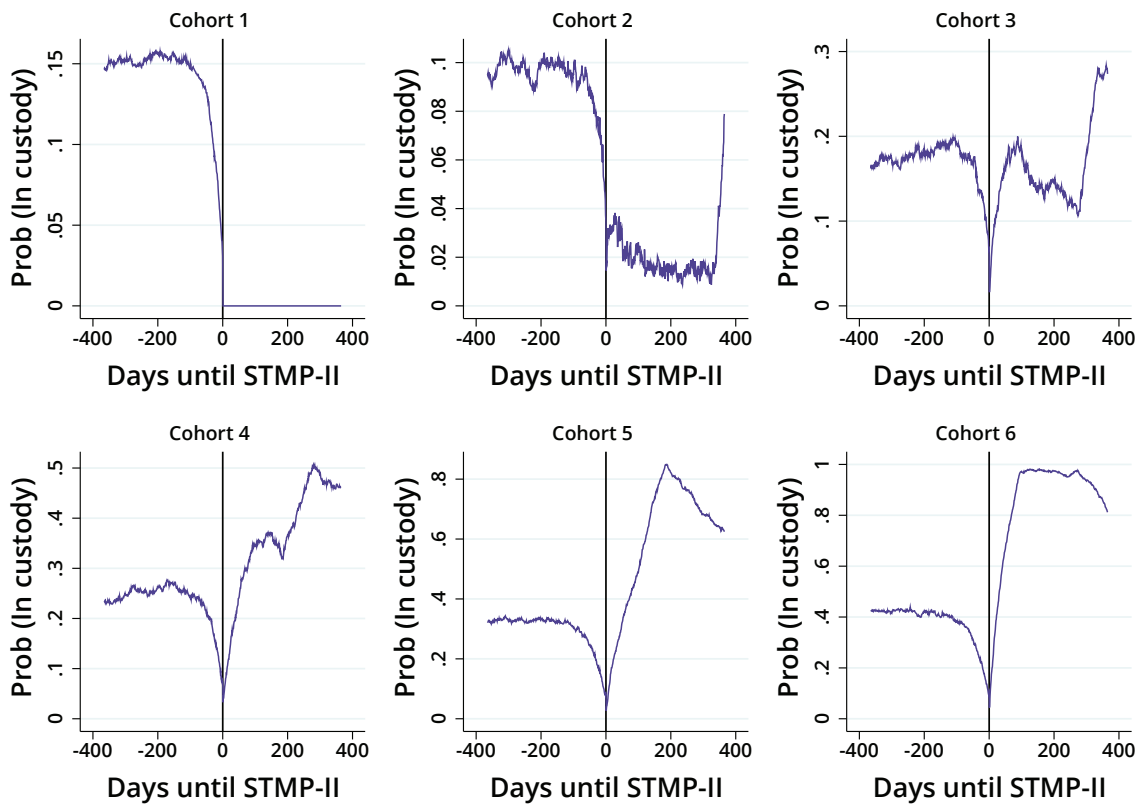 Cohort 1
Prob (In custody)
.15
.1
.05
0
-400 -200 0 200 400
Days until STMP-II
Cohort 2
Prob (In custody)
.1
.08
.06
.04
.02
0
-400 -200 0 200 400
Days until STMP-II
Cohort 3
Prob (In custody)
.3
.2
.1
0
-400 -200 0 200 400
Days until STMP-II
Cohort 4
Prob (In custody)
.5
.4
.3
.2
.1
0
-400 -200 0 200 400
Days until STMP-II
Cohort 5
Prob (In custody)
.8
.6
.4
.2
0
-400 -200 0 200 400
Days until STMP-II
Cohort 6
Prob (In custody)
1
.8
.6
.4
.2
0
-400 -200 0 200 400
Days until STMP-II